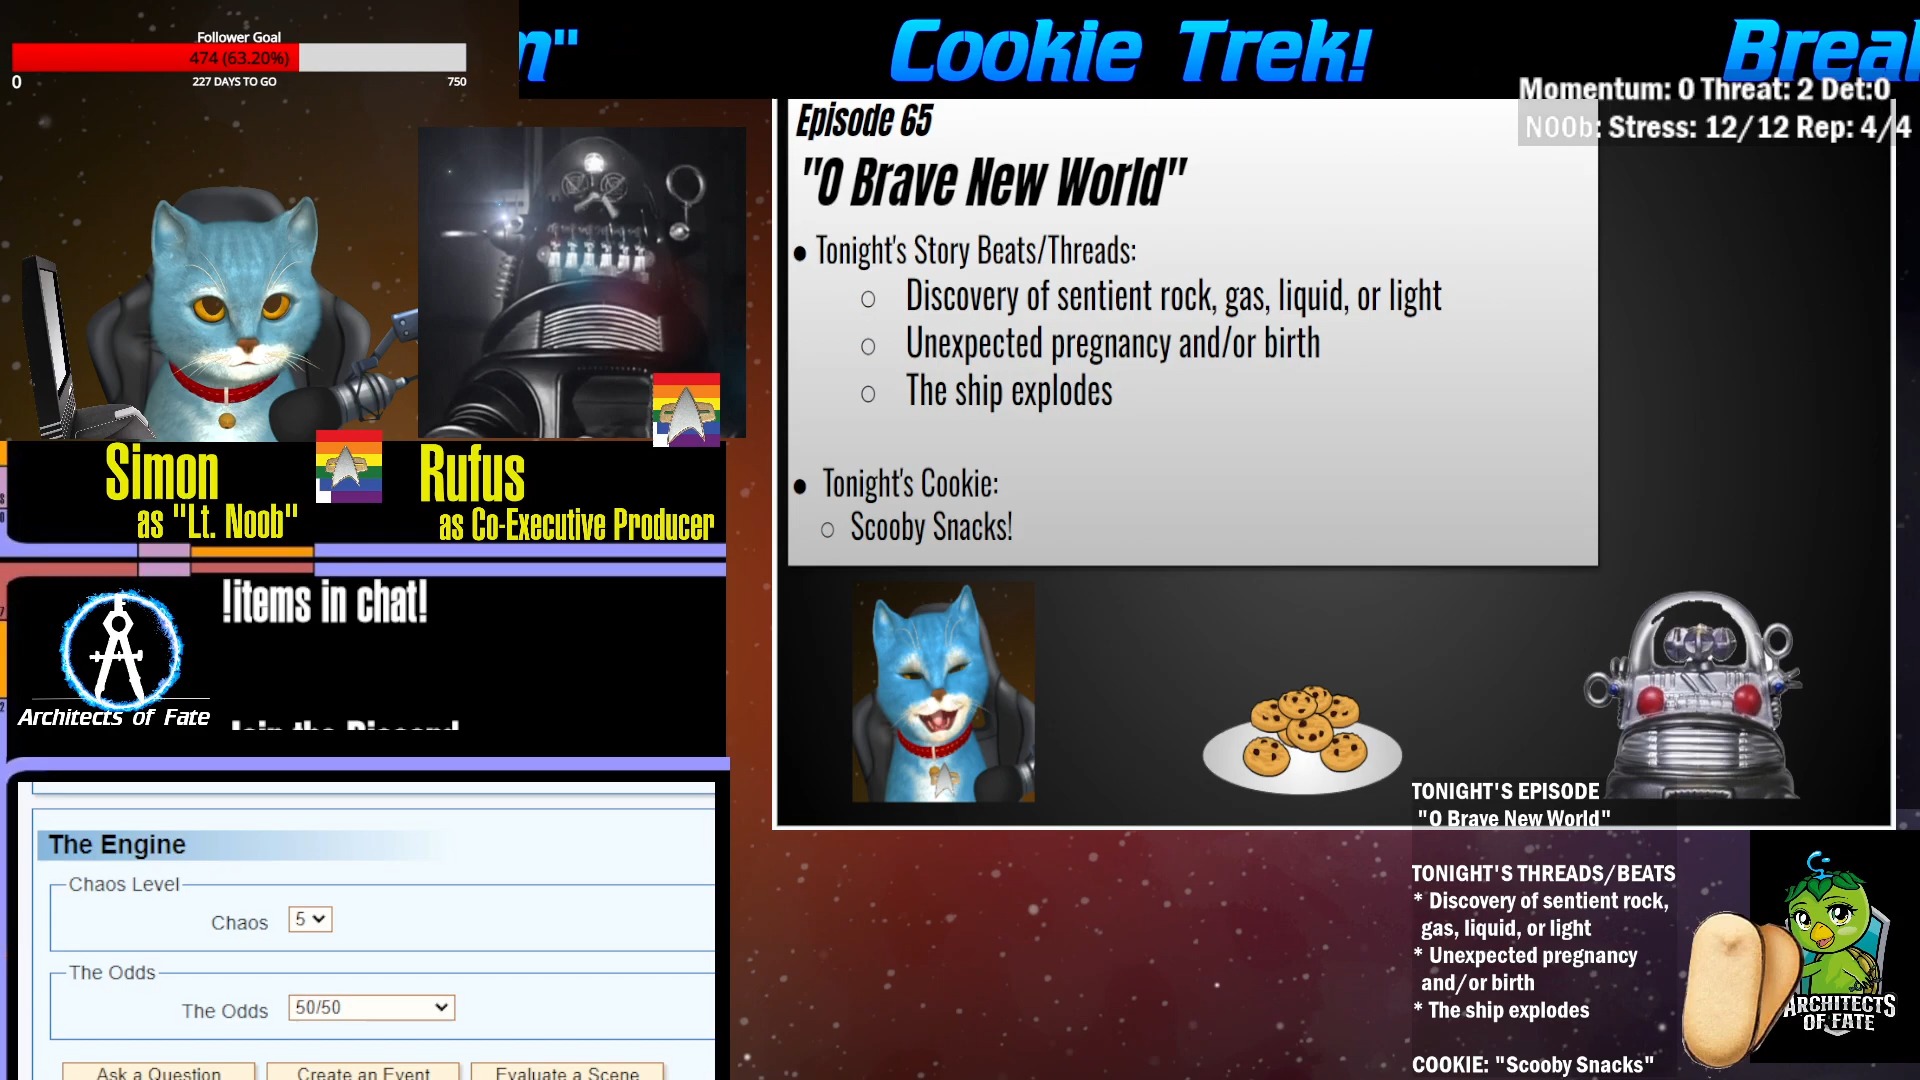 Follower Goal
474 (63.20%)
0
227 DAYS TO GO
750
n"
Cookie Trek!
Momentum: 0 Threat: 2 Det:0
N00b: Stress: 12/12 Rep: 4/4
Episode 65
"O Brave New World"
• Tonight's Story Beats/Threads:
○ Discovery of sentient rock, gas, liquid, or light
○ Unexpected pregnancy and/or birth
○ The ship explodes
• Tonight's Cookie:
○ Scooby Snacks!
Simon
as "Lt. Noob"
Rufus
as Co-Executive Producer
!items in chat!
Architects of Fate
Join the Discord
The Engine
Chaos Level
Chaos 5
The Odds
The Odds 50/50
Ask a Question
Create an Event
Evaluate a Scene
TONIGHT'S EPISODE
"O Brave New World"
TONIGHT'S THREADS/BEATS
* Discovery of sentient rock,
gas, liquid, or light
* Unexpected pregnancy
and/or birth
* The ship explodes
COOKIE: "Scooby Snacks"
ARCHITECTS
OF FATE